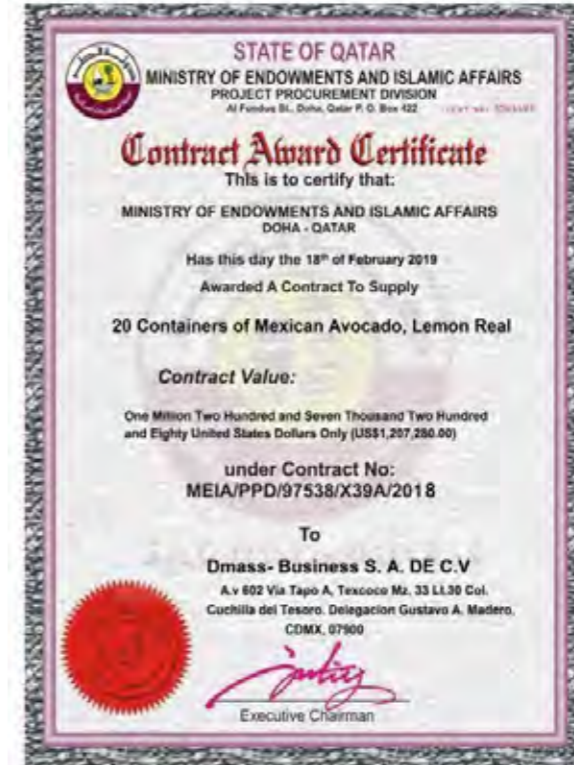 STATE OF QATAR
MINISTRY OF ENDOWMENTS AND ISLAMIC AFFAIRS
PROJECT PROCUREMENT DIVISION
Al Fundus St., Doha, Qatar P. O. Box 422
Contract Award Certificate
This is to certify that:
MINISTRY OF ENDOWMENTS AND ISLAMIC AFFAIRS
DOHA - QATAR
Has this day the 18th of February 2019
Awarded A Contract To Supply
20 Containers of Mexican Avocado, Lemon Real
Contract Value:
One Million Two Hundred and Seven Thousand Two Hundred
and Eighty United States Dollars Only (US$1,207,280.00)
under Contract No:
MEIA/PPD/97538/X39A/2018
To
Dmass- Business S. A. DE C.V
A.v 602 Via Tapo A, Texcoco Mz. 33 Lt.30 Col.
Cuchilla del Tesoro. Delegacion Gustavo A. Madero.
CDMX, 07900
Executive Chairman